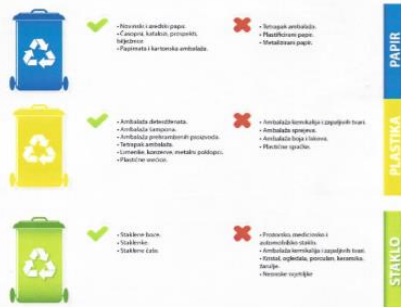 • Novinski i uredski papir.
• Časopisi, katalozi, prospekti,
bilježnice.
• Papirnata i kartonska ambalaža.
• Tetrapak ambalaža.
• Plastificirani papir.
• Metalizirani papir.
PAPIR
• Ambalaža deterdženata.
• Ambalaža šampona.
• Ambalaža prehrambenih proizvoda.
• Tetrapak ambalaža.
• Limenke, konzerve, metalni poklopci.
• Plastične vrećice.
• Ambalaža kemikalija i zapaljivih tvari.
• Ambalaža sprejeva.
• Ambalaža boja i lakova.
• Plastične igračke.
PLASTIKA
• Staklene boce.
• Staklenke.
• Staklene čaše.
• Prozorsko, medicinsko i
automobilsko staklo.
• Ambalaža kemikalija i zapaljivih tvari.
• Kristal, ogledala, porculan, keramika,
žarulje.
• Neonske svjetiljke
STAKLO